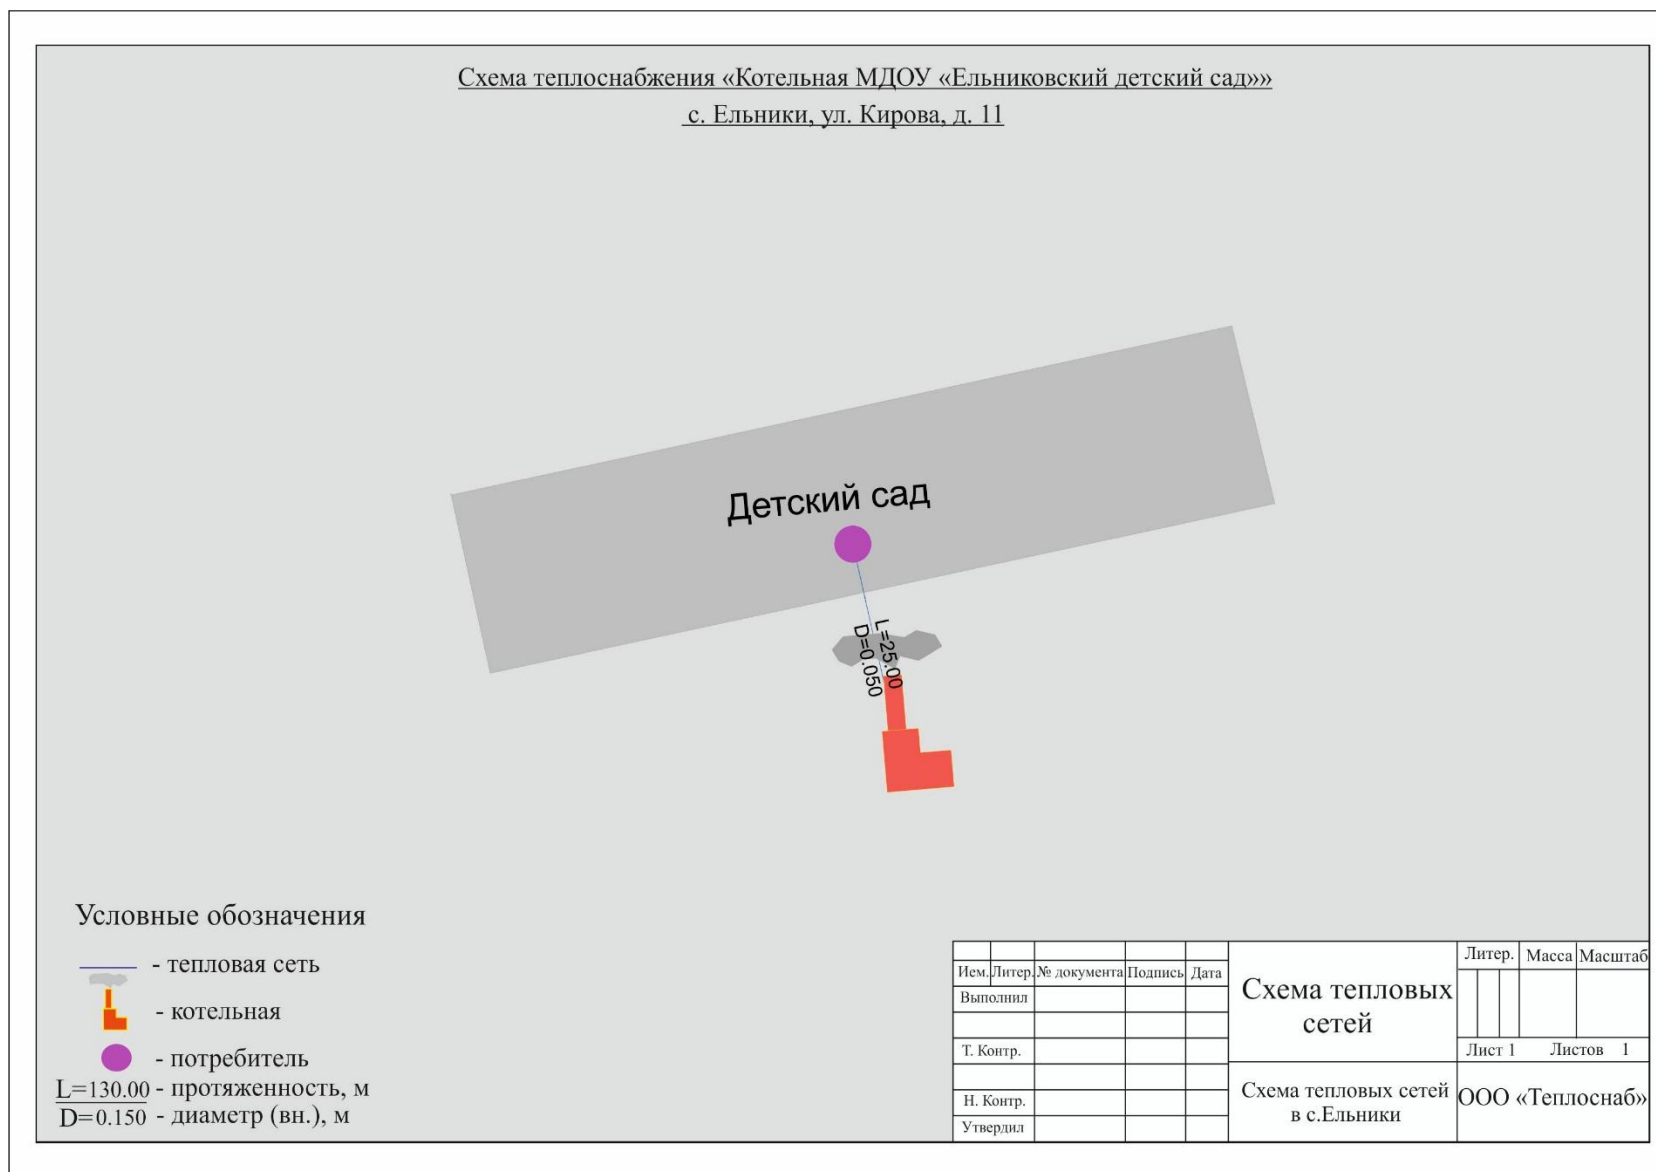 Схема теплоснабжения «Котельная МДОУ «Ельниковский детский сад»»
с. Ельники, ул. Кирова, д. 11
Детский сад
L=25.00
D=0.050
Условные обозначения
- тепловая сеть
- котельная
- потребитель
L=130.00 - протяженность, м
D=0.150 - диаметр (вн.), м
Ием. Литер. № документа Подпись Дата
Выполнил
Т. Контр.
Н. Контр.
Утвердил
Схема тепловых
сетей
Схема тепловых сетей
в с.Ельники
Литер. Масса Масштаб
Лист 1 Листов 1
ООО «Теплоснаб»